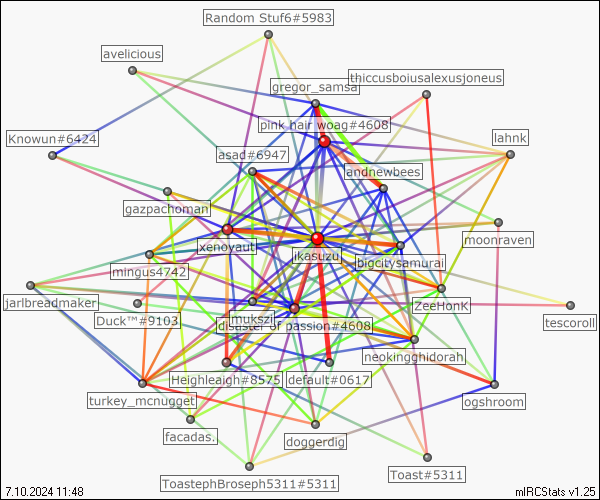 Random Stuf6#5983
avelicious
thiccusboiusalexusjoneus
gregor_samsa
pink hair woag#4608
Knowun#6424
lahnk
asad#6947
andnewbees
gazpachoman
moonraven
xenoyaut
ikasuzu
bigcitysamurai
mingus4742
jarlbreadmaker
ZeeHonK
Duck™#9103
mukszil
disaster of passion#4608
tescoroll
neokingghidorah
Heighleaigh#8575
default#0617
turkey_mcnugget
ogshroom
facadas.
doggerdig
ToastephBroseph5311#5311
Toast#5311
7.10.2024 11:48
mIRCStats v1.25